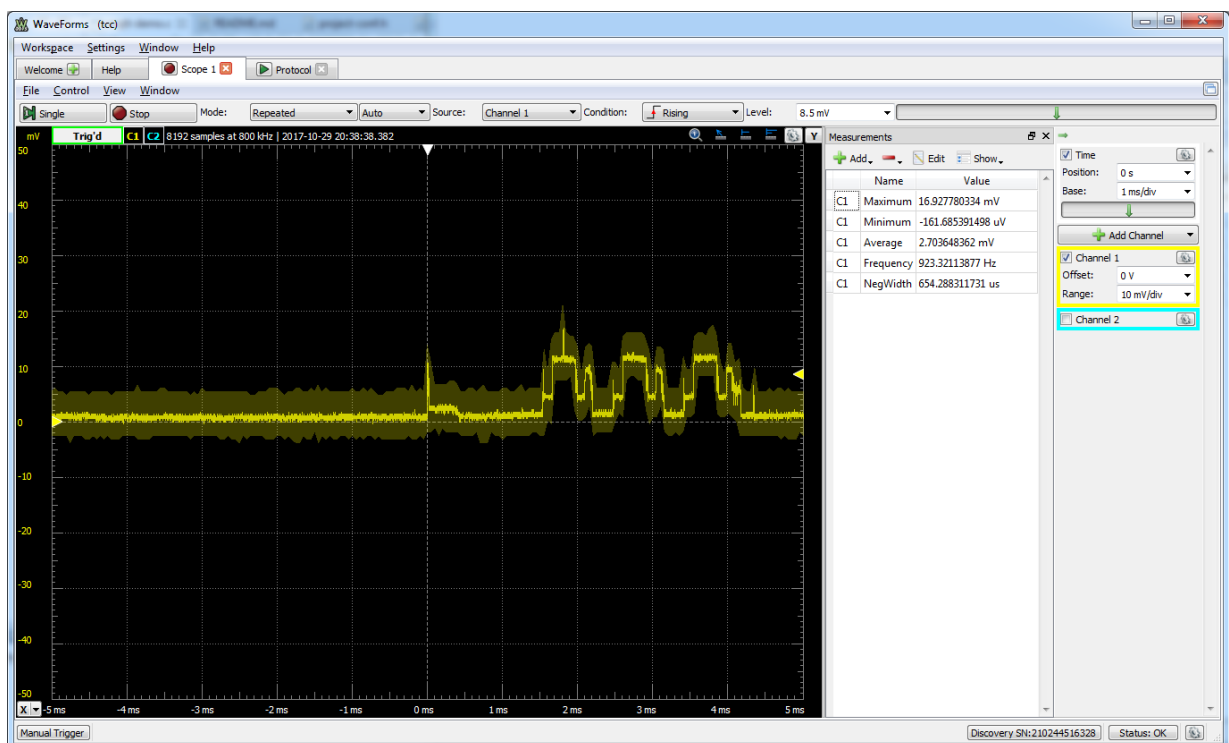 WaveForms (tcc)
Workspace Settings Window Help
Welcome Help Scope 1 Protocol
File Control View Window
Single Stop Mode: Repeated Auto Source: Channel 1 Condition: Rising Level: 8.5 mV
mV Trig'd C1 C2 8192 samples at 800 kHz | 2017-10-29 20:38:38.382 Y
50
40
30
20
10
0
-10
-20
-30
-40
-50
X -5 ms -4 ms -3 ms -2 ms -1 ms 0 ms 1 ms 2 ms 3 ms 4 ms 5 ms
Measurements
Add Edit Show
Name Value
C1 Maximum 16.927780334 mV
C1 Minimum -161.685391498 uV
C1 Average 2.703648362 mV
C1 Frequency 923.32113877 Hz
C1 NegWidth 654.288311731 us
Time
Position: 0 s
Base: 1 ms/div
Add Channel
Channel 1
Offset: 0 V
Range: 10 mV/div
Channel 2
Manual Trigger Discovery SN:210244516328 Status: OK